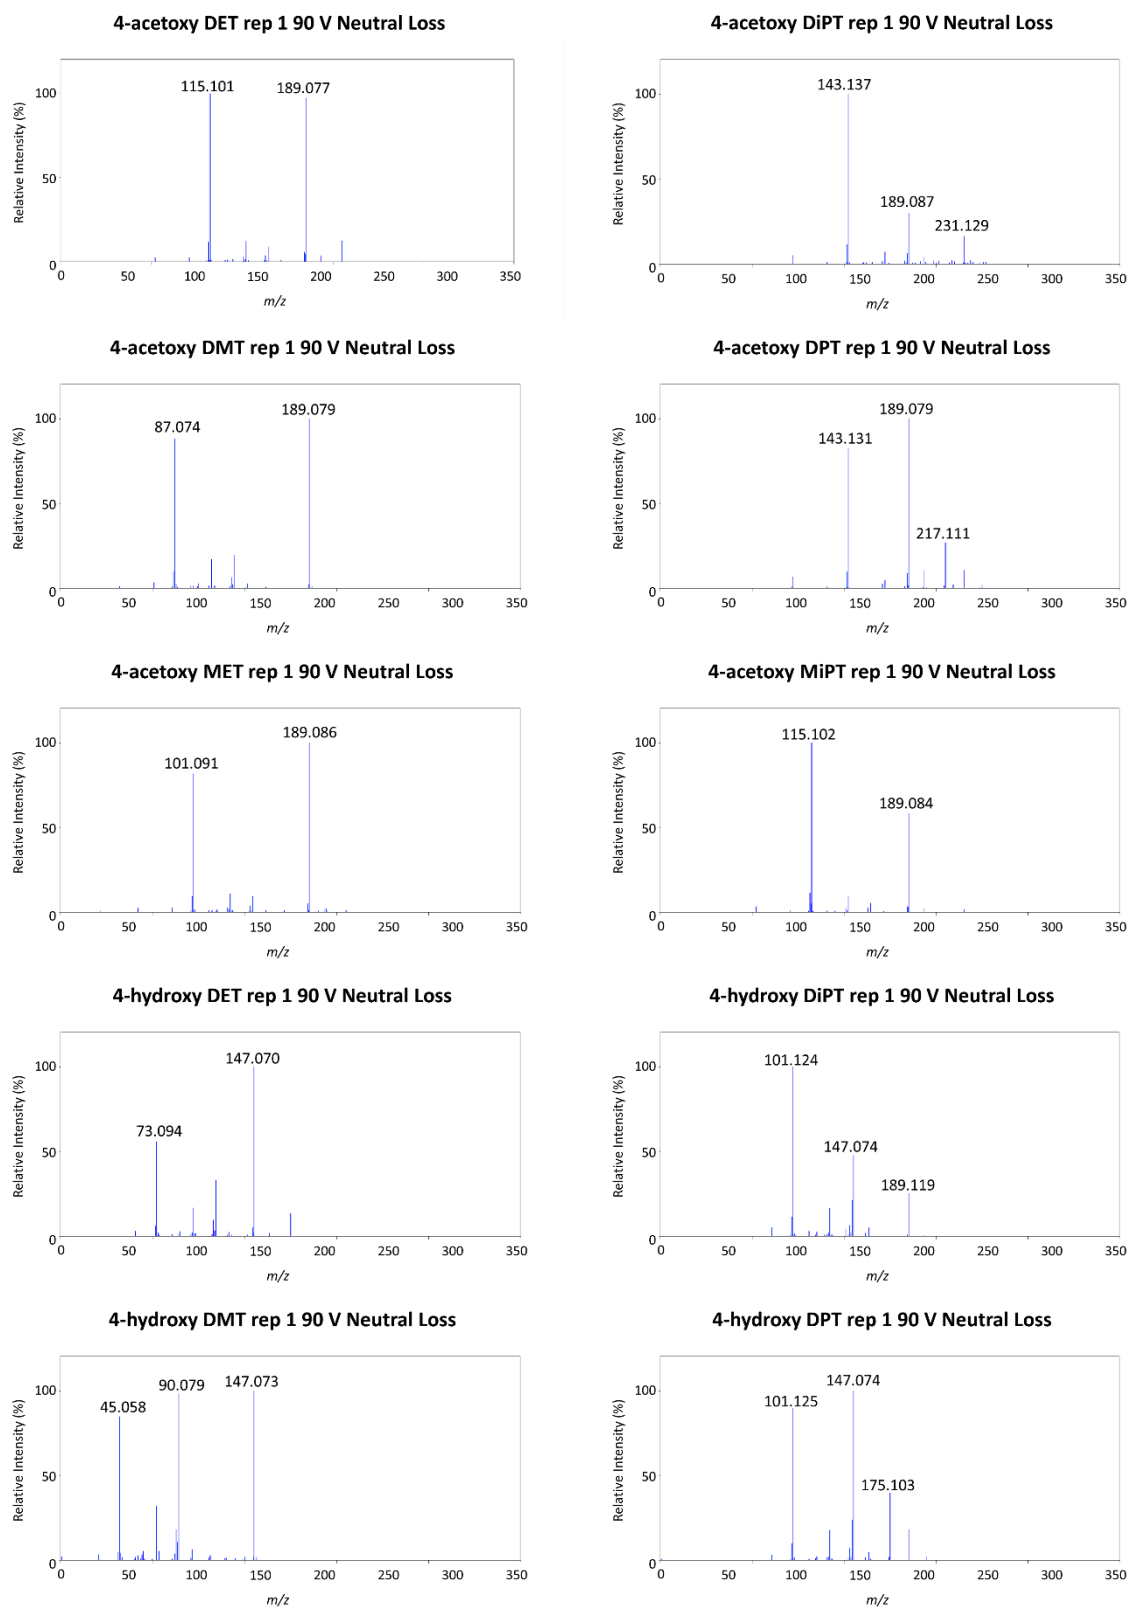 4-acetoxy DET rep 1 90 V Neutral Loss
Relative Intensity (%)
100
50
0
115.101
189.077
0 50 100 150 200 250 300 350
m/z
4-acetoxy DiPT rep 1 90 V Neutral Loss
Relative Intensity (%)
100
50
0
143.137
189.087
231.129
0 50 100 150 200 250 300 350
m/z
4-acetoxy DMT rep 1 90 V Neutral Loss
Relative Intensity (%)
100
50
0
87.074
189.079
0 50 100 150 200 250 300 350
m/z
4-acetoxy DPT rep 1 90 V Neutral Loss
Relative Intensity (%)
100
50
0
143.131
189.079
217.111
0 50 100 150 200 250 300 350
m/z
4-acetoxy MET rep 1 90 V Neutral Loss
Relative Intensity (%)
100
50
0
101.091
189.086
0 50 100 150 200 250 300 350
m/z
4-acetoxy MiPT rep 1 90 V Neutral Loss
Relative Intensity (%)
100
50
0
115.102
189.084
0 50 100 150 200 250 300 350
m/z
4-hydroxy DET rep 1 90 V Neutral Loss
Relative Intensity (%)
100
50
0
73.094
147.070
0 50 100 150 200 250 300 350
m/z
4-hydroxy DiPT rep 1 90 V Neutral Loss
Relative Intensity (%)
100
50
0
101.124
147.074
189.119
0 50 100 150 200 250 300 350
m/z
4-hydroxy DMT rep 1 90 V Neutral Loss
Relative Intensity (%)
100
50
0
45.058
90.079
147.073
0 50 100 150 200 250 300 350
m/z
4-hydroxy DPT rep 1 90 V Neutral Loss
Relative Intensity (%)
100
50
0
101.125
147.074
175.103
0 50 100 150 200 250 300 350
m/z